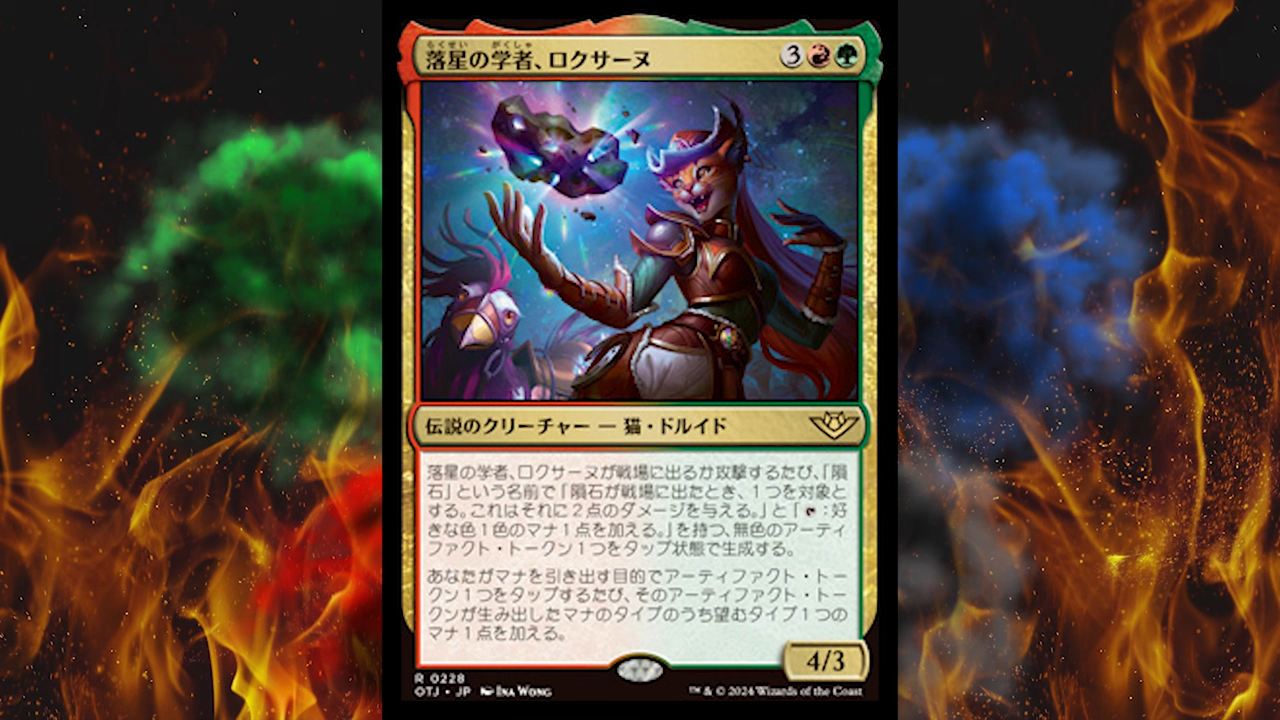 らくせい がくしゃ
落星の学者、ロクサーヌ 3
伝説のクリーチャー — 猫・ドルイド
落星の学者、ロクサーヌが戦場に出るか攻撃するたび、「隕
石」という名前で「隕石が戦場に出たとき、1つを対象と
する。これはそれに2点のダメージを与える。」と「:好
きな色1色のマナ1点を加える。」を持つ、無色のアーティ
ファクト・トークン1つをタップ状態で生成する。
あなたがマナを引き出す目的でアーティファクト・トー
クン1つをタップするたび、そのアーティファクト・トー
クンが生み出したマナのタイプのうち望むタイプ1つの
マナ1点を加える。
4/3
R 0228
OTJ • JP Ina Wong
™ & © 2024 Wizards of the Coast